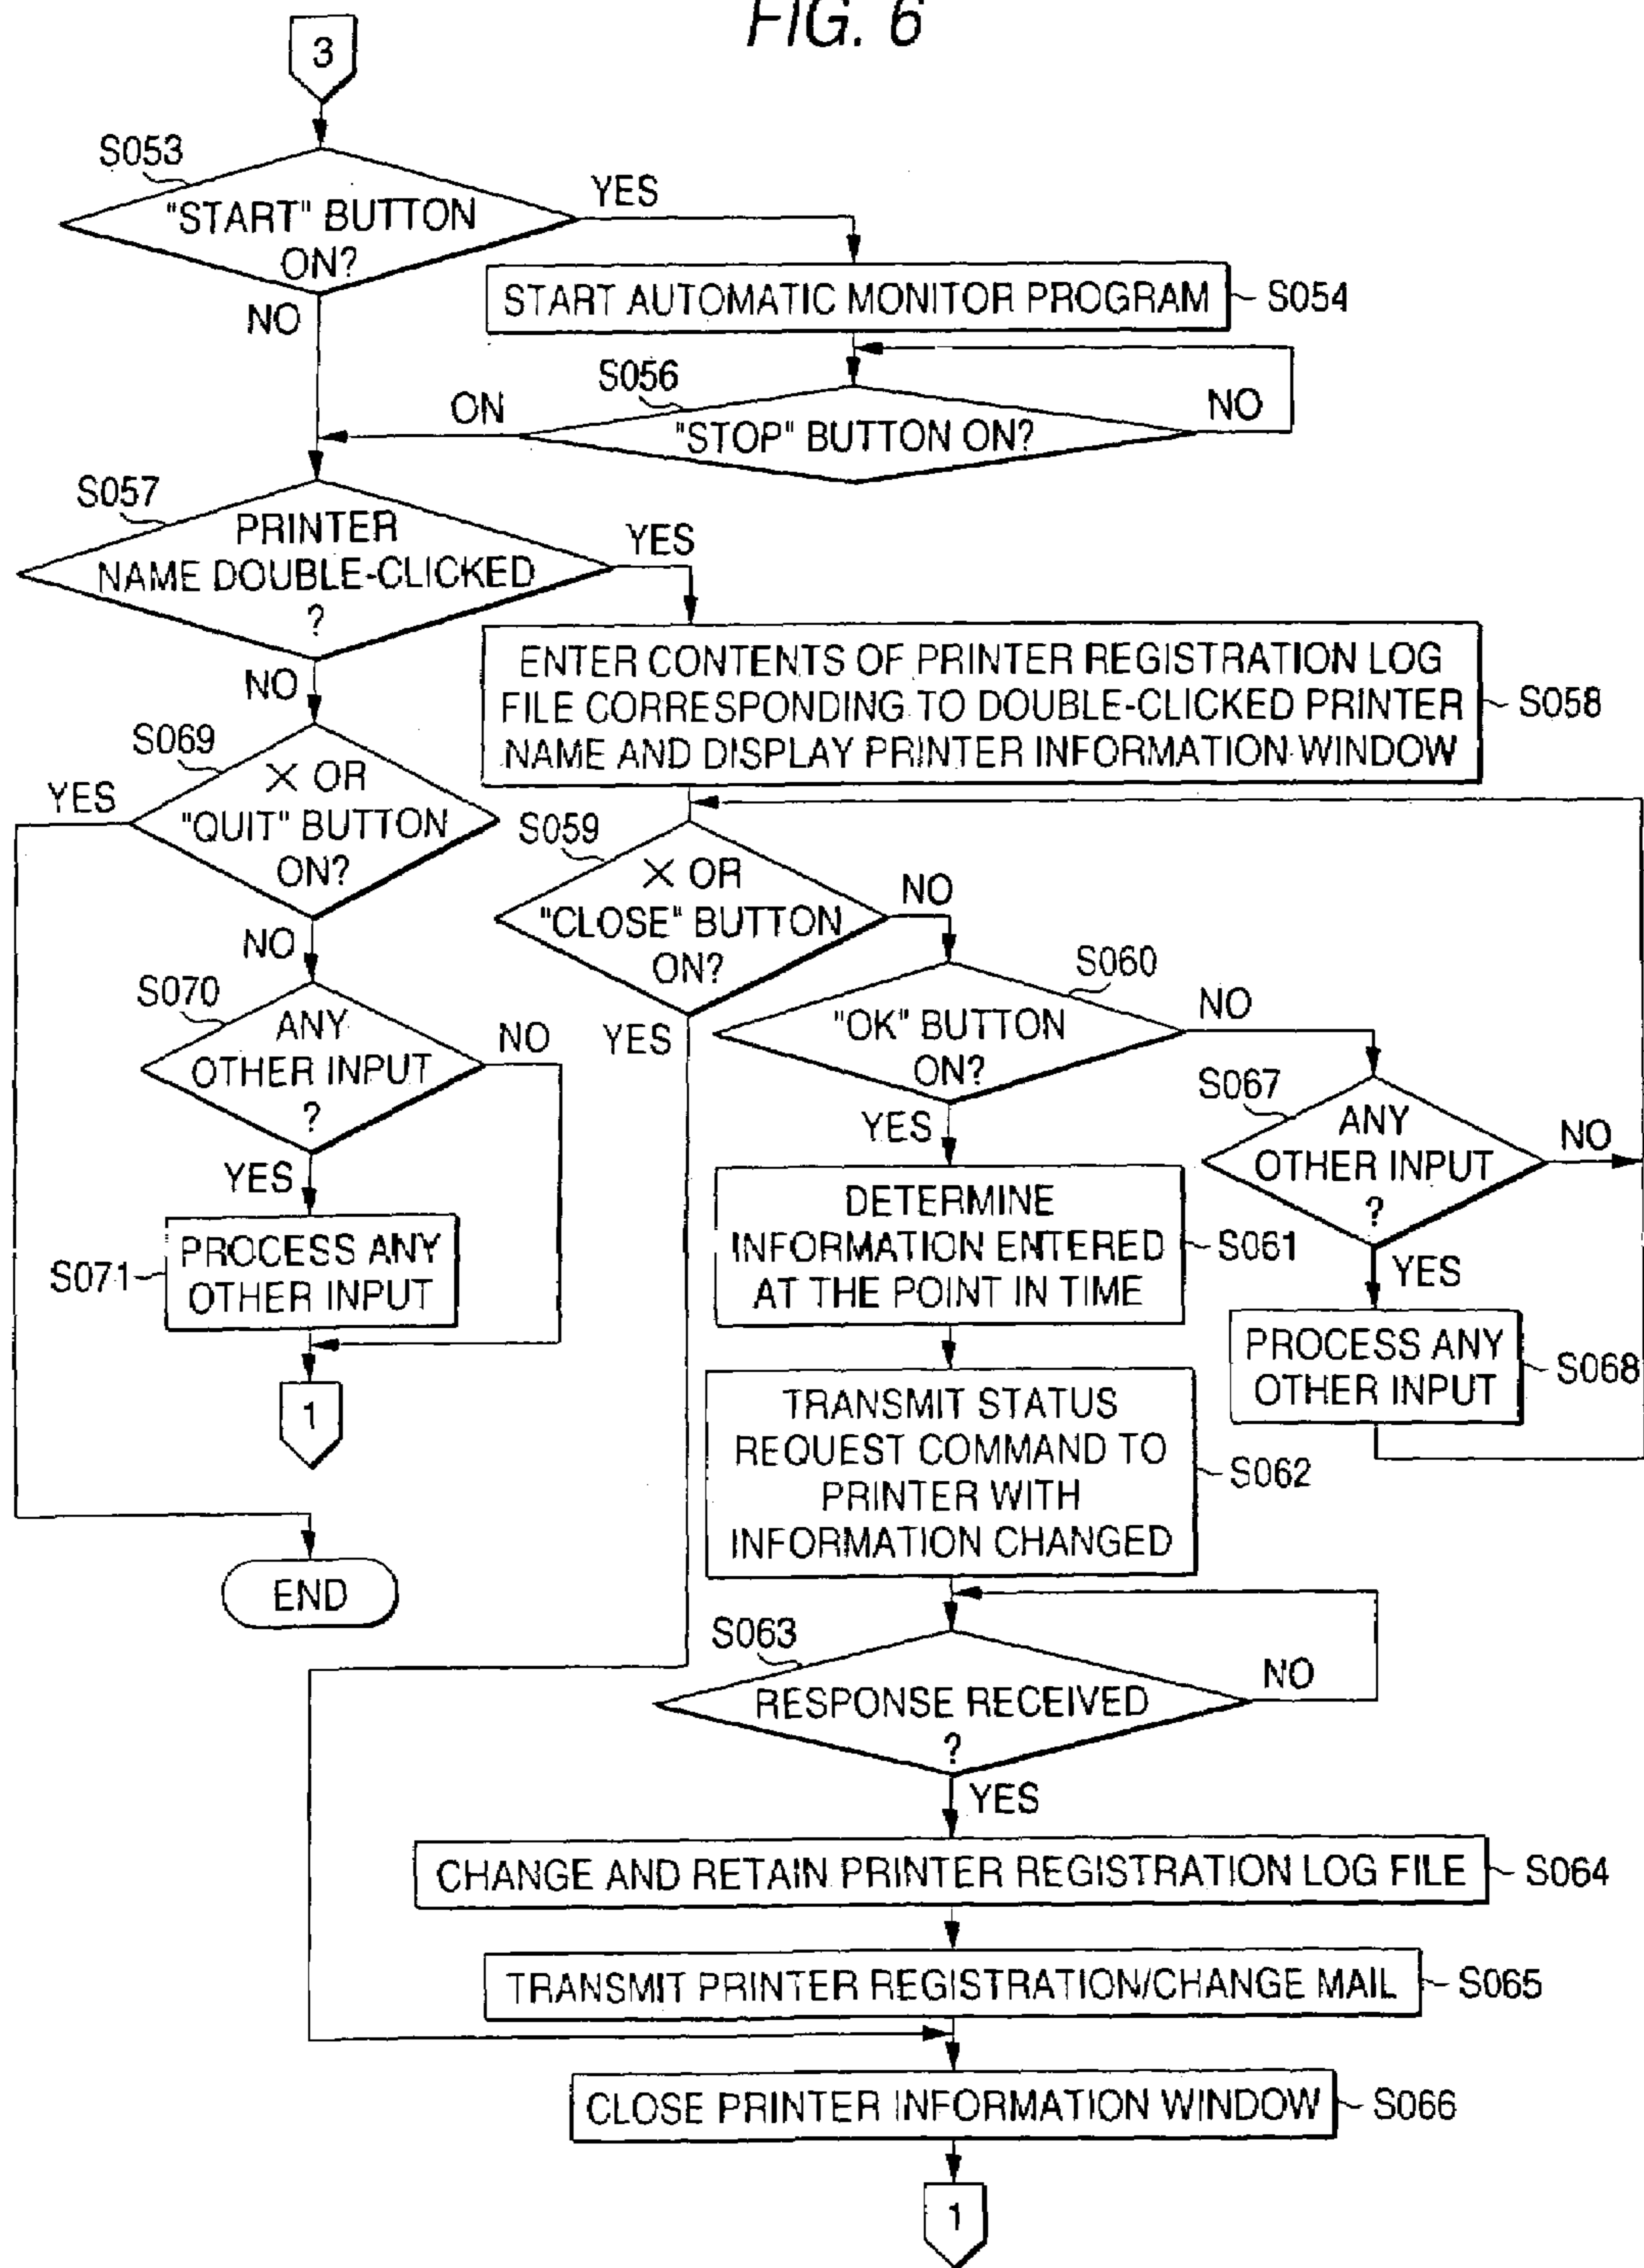 FIG. 6
3
S053
"START" BUTTON
ON?
YES
NO
START AUTOMATIC MONITOR PROGRAM
S054
S056
"STOP" BUTTON ON?
ON
NO
S057
PRINTER
NAME DOUBLE-CLICKED
?
YES
NO
ENTER CONTENTS OF PRINTER REGISTRATION LOG
FILE CORRESPONDING TO DOUBLE-CLICKED PRINTER
NAME AND DISPLAY PRINTER INFORMATION WINDOW
S058
S069
X OR
"QUIT" BUTTON
ON?
YES
NO
S059
X OR
"CLOSE" BUTTON
ON?
NO
YES
S070
ANY
OTHER INPUT
?
NO
YES
S060
"OK" BUTTON
ON?
NO
YES
S067
ANY
OTHER INPUT
?
NO
YES
S071
PROCESS ANY
OTHER INPUT
1
DETERMINE
INFORMATION ENTERED
AT THE POINT IN TIME
S061
PROCESS ANY
OTHER INPUT
S068
TRANSMIT STATUS
REQUEST COMMAND TO
PRINTER WITH
INFORMATION CHANGED
S062
END
S063
RESPONSE RECEIVED
?
NO
YES
CHANGE AND RETAIN PRINTER REGISTRATION LOG FILE
S064
TRANSMIT PRINTER REGISTRATION/CHANGE MAIL
S065
CLOSE PRINTER INFORMATION WINDOW
S066
1